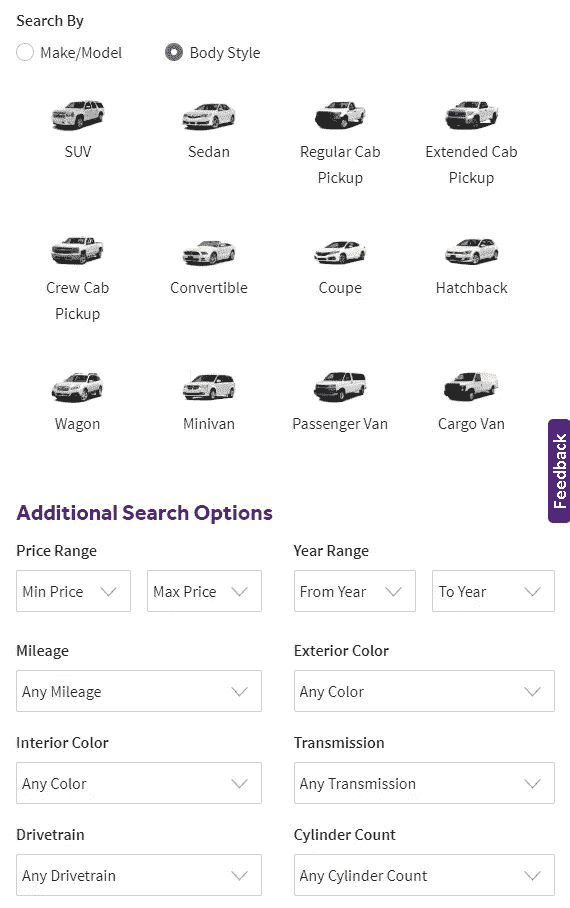 Search By
Make/Model
Body Style
SUV
Sedan
Regular Cab
Pickup
Extended Cab
Pickup
Crew Cab
Pickup
Convertible
Coupe
Hatchback
Wagon
Minivan
Passenger Van
Cargo Van
Feedback
Additional Search Options
Price Range
Year Range
Min Price
Max Price
From Year
To Year
Mileage
Exterior Color
Any Mileage
Any Color
Interior Color
Transmission
Any Color
Any Transmission
Drivetrain
Cylinder Count
Any Drivetrain
Any Cylinder Count